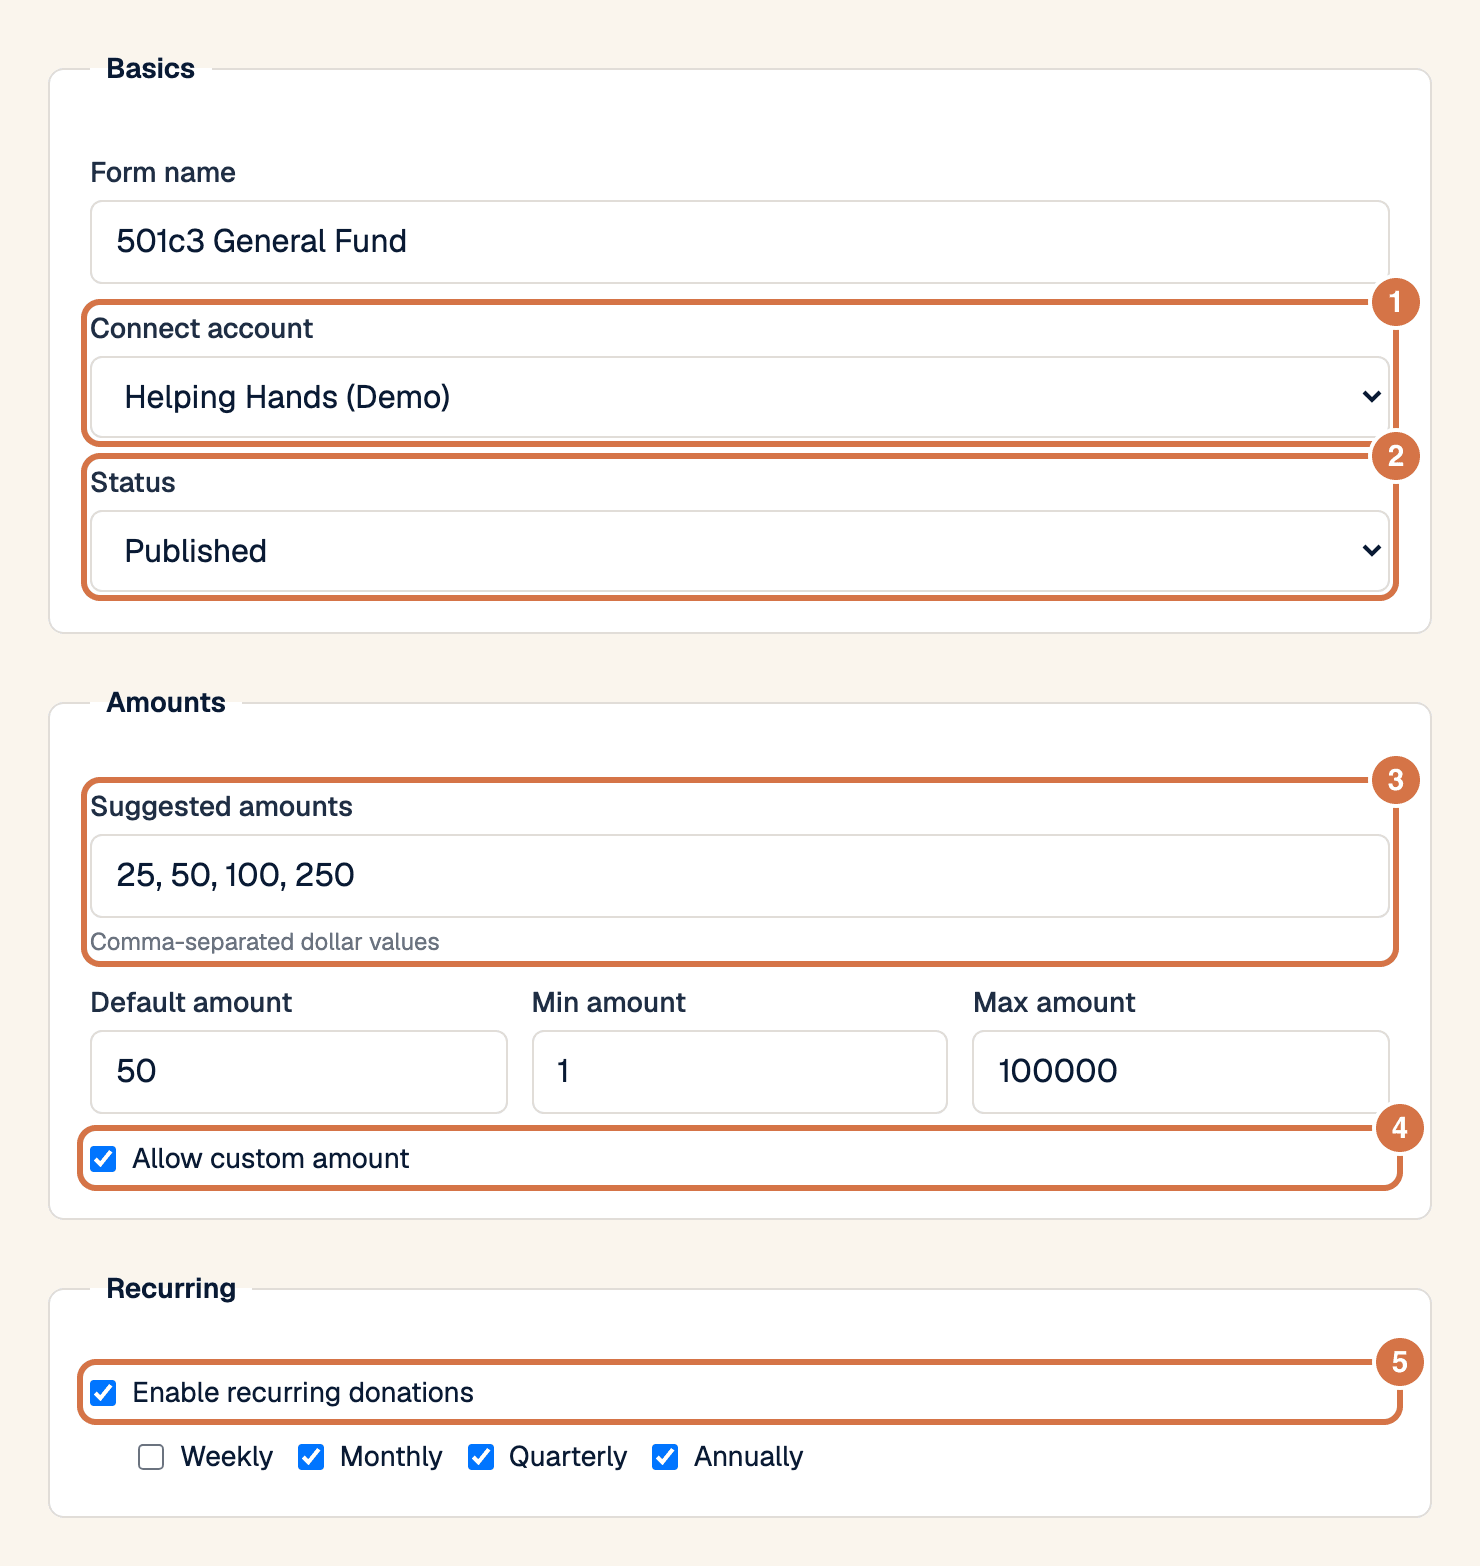 Basics
Form name
501c3 General Fund
1
Connect account
Helping Hands (Demo)
2
Status
Published
Amounts
3
Suggested amounts
25, 50, 100, 250
Comma-separated dollar values
Default amount Min amount Max amount
50 1 100000
4
Allow custom amount
Recurring
5
Enable recurring donations
Weekly Monthly Quarterly Annually